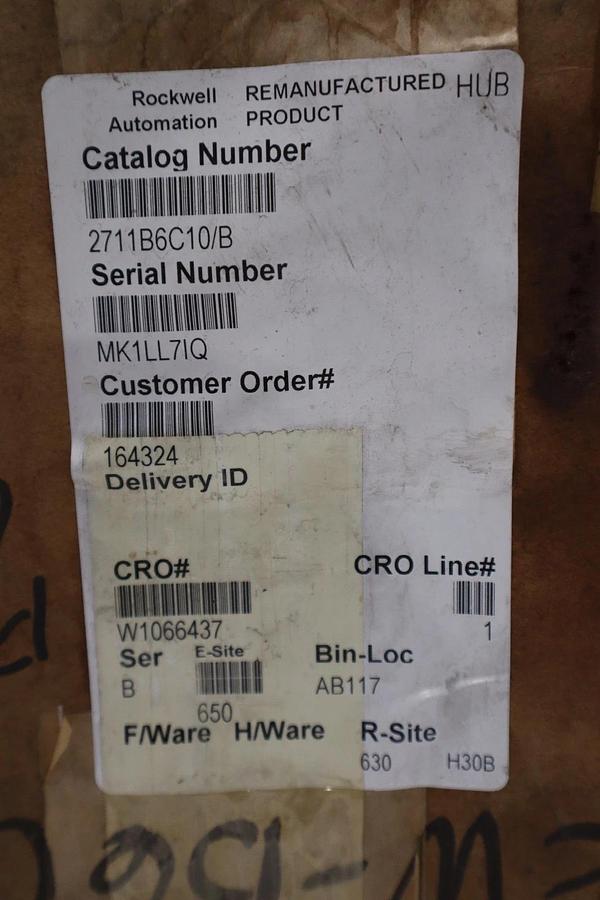 Rockwell REMANUFACTURED HUB
Automation PRODUCT
Catalog Number
2711B6C10/B
Serial Number
MK1LL7IQ
Customer Order#
164324
Delivery ID
CRO# CRO Line#
W1066437 1
Ser E-Site Bin-Loc
B AB117
650
F/Ware H/Ware R-Site
630 H30B